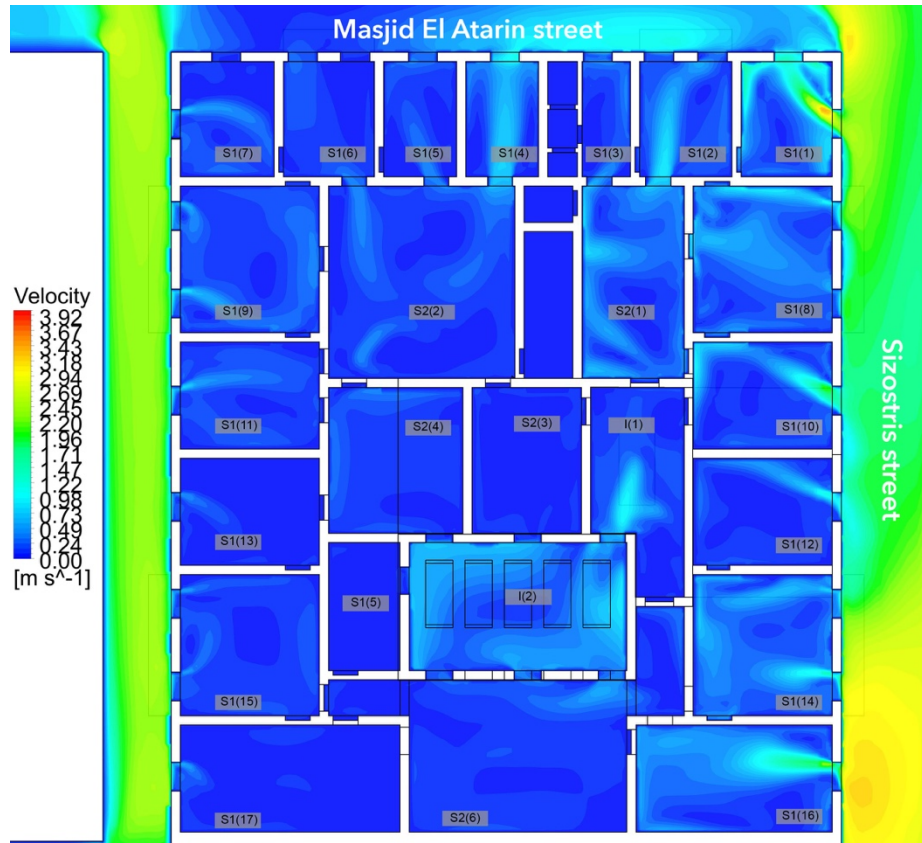 Masjid El Atarin street
S1(7)
S1(6)
S1(5)
S1(4)
S1(3)
S1(2)
S1(1)
S1(9)
S2(2)
S2(1)
S1(8)
Velocity
3.92
3.67
3.43
3.18
2.94
2.69
2.45
2.20
1.96
1.71
1.47
1.22
0.98
0.73
0.49
0.24
0.00
[m s^-1]
Sizostris street
S1(11)
S2(4)
S2(3)
I(1)
S1(10)
S1(13)
S1(12)
S1(5)
I(2)
S1(15)
S1(14)
S1(17)
S2(6)
S1(16)